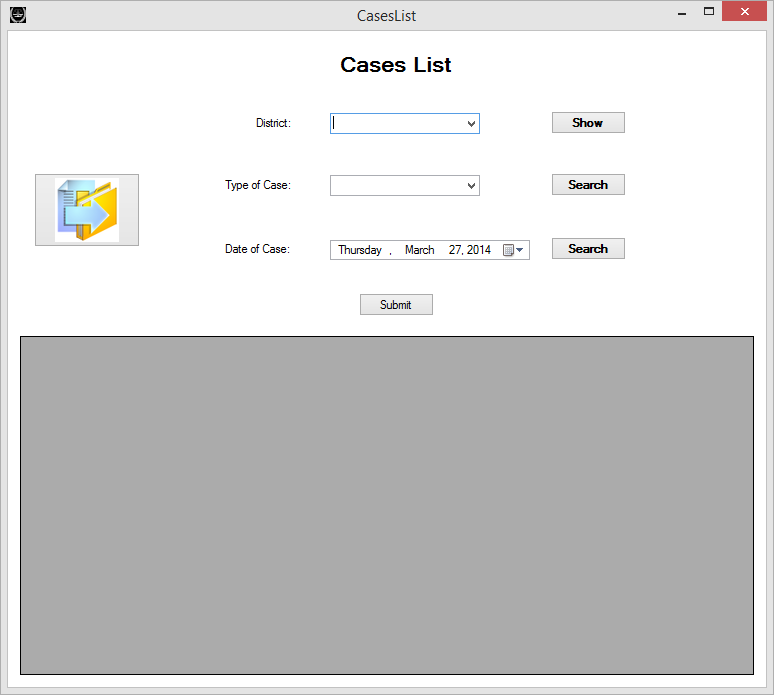 CasesList
Cases List
District: Show
Type of Case: Search
Date of Case: Thursday , March 27, 2014 Search
Submit